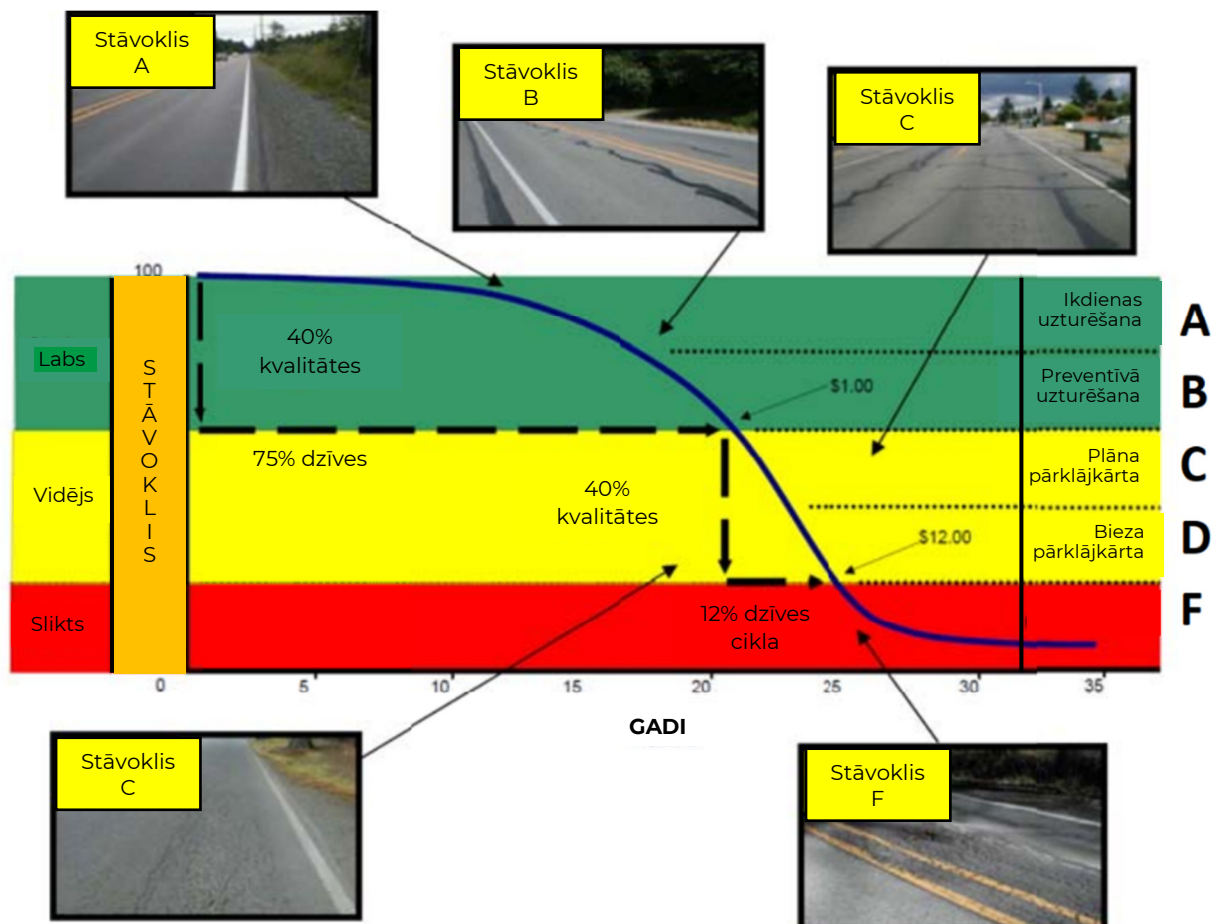 Stāvoklis
A
Stāvoklis
B
Stāvoklis
C
100
Labs
S
T
Ā
V
O
K
L
I
S
40%
kvalitātes
Ikdienas
uzturēšana
A
$1.00
Preventīvā
uzturēšana
B
75% dzīves
Vidējs
40%
kvalitātes
Plāna
pārklājkārta
C
$12.00
Bieza
pārklājkārta
D
Slikts
12% dzīves
cikla
F
0
5
10
15
20
25
30
35
GADI
Stāvoklis
C
Stāvoklis
F